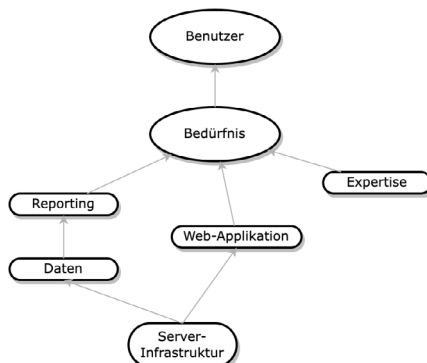 Benutzer
Bedürfnis
Expertise
Reporting
Web-Applikation
Daten
Server-
Infrastruktur